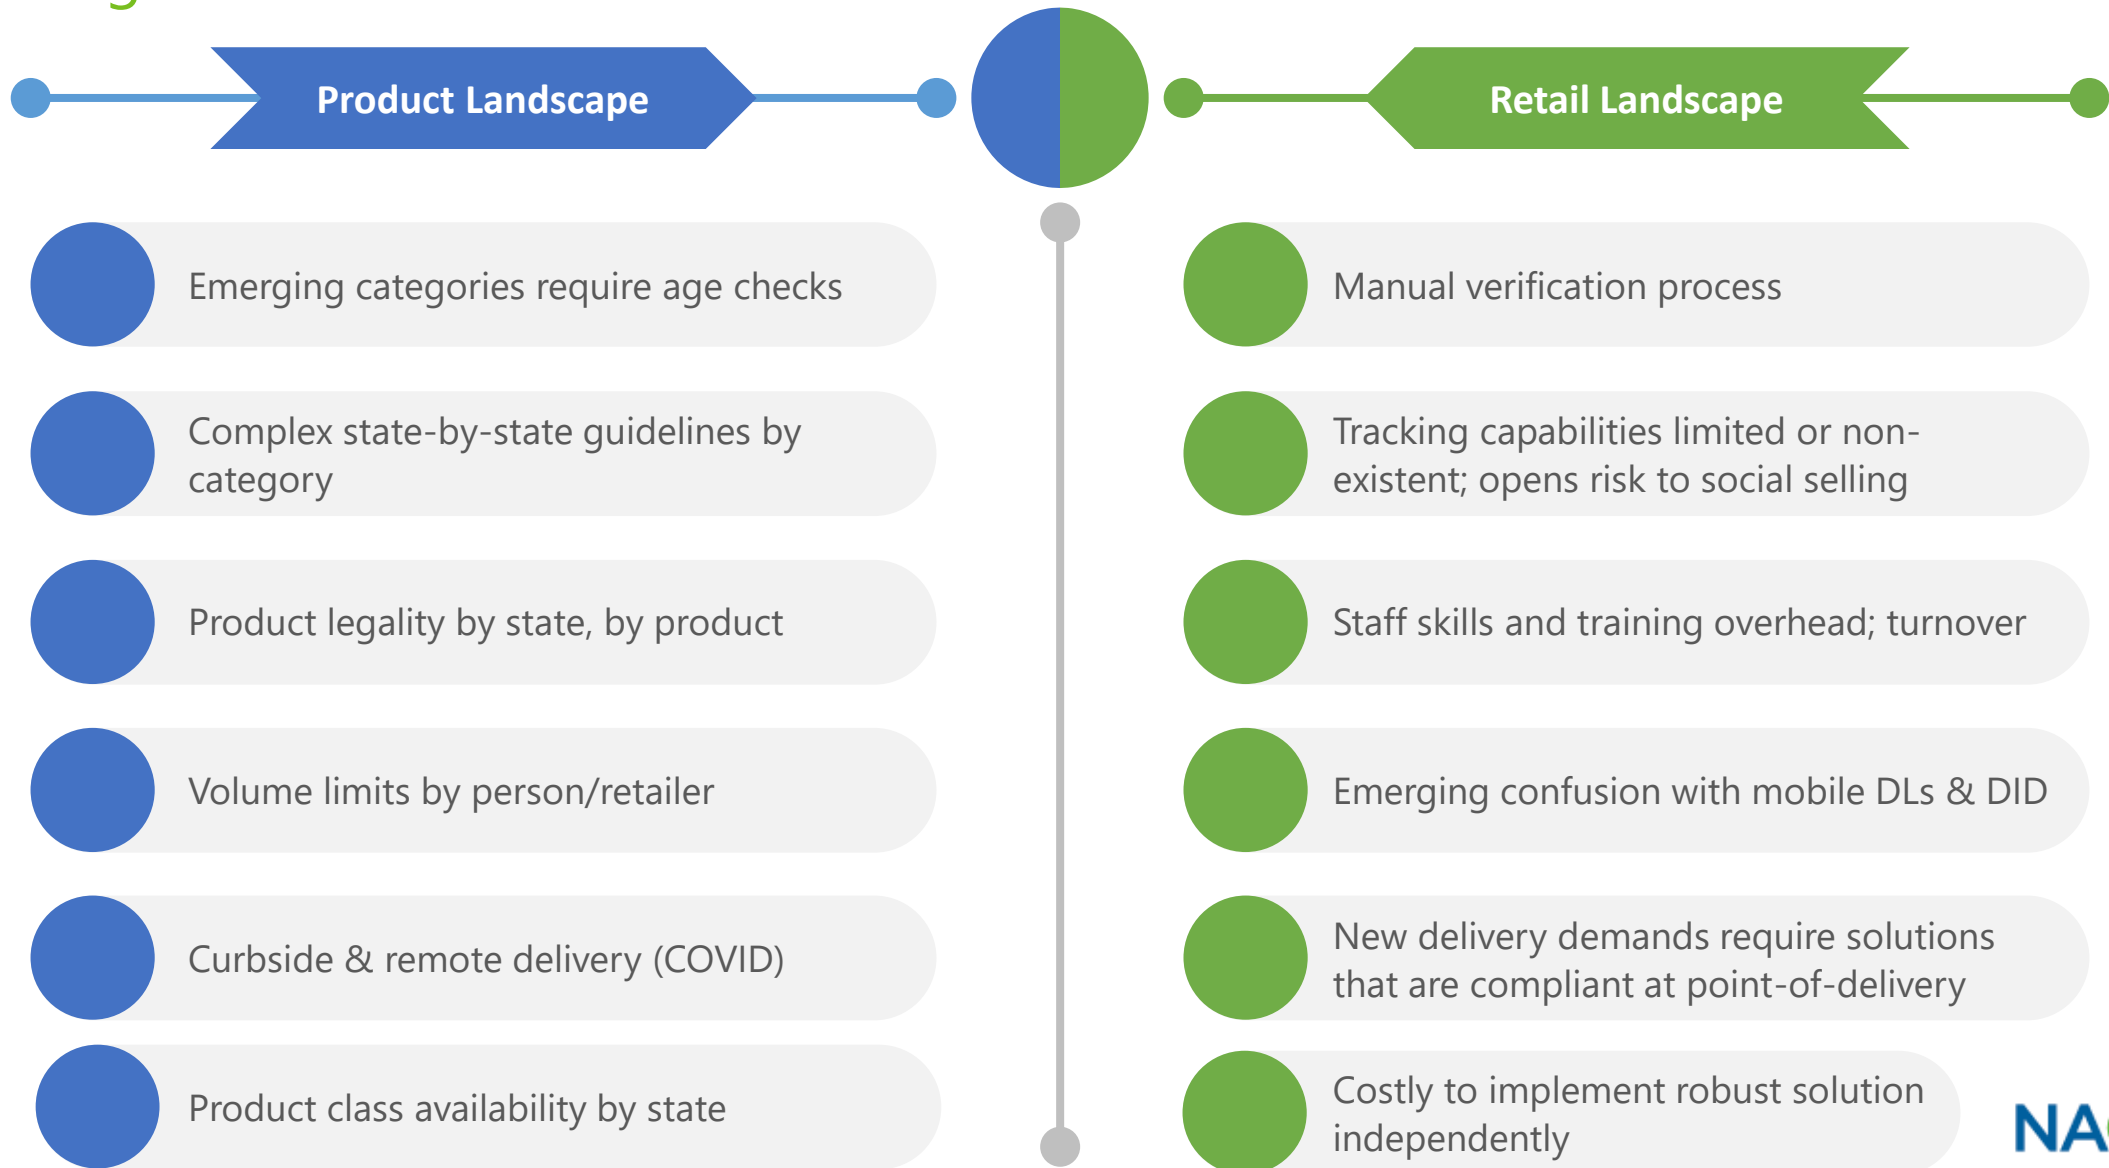 Product Landscape
Retail Landscape
Emerging categories require age checks
Complex state-by-state guidelines by
category
Product legality by state, by product
Volume limits by person/retailer
Curbside & remote delivery (COVID)
Product class availability by state
Manual verification process
Tracking capabilities limited or non-
existent; opens risk to social selling
Staff skills and training overhead; turnover
Emerging confusion with mobile DLs & DID
New delivery demands require solutions
that are compliant at point-of-delivery
Costly to implement robust solution
independently
NA